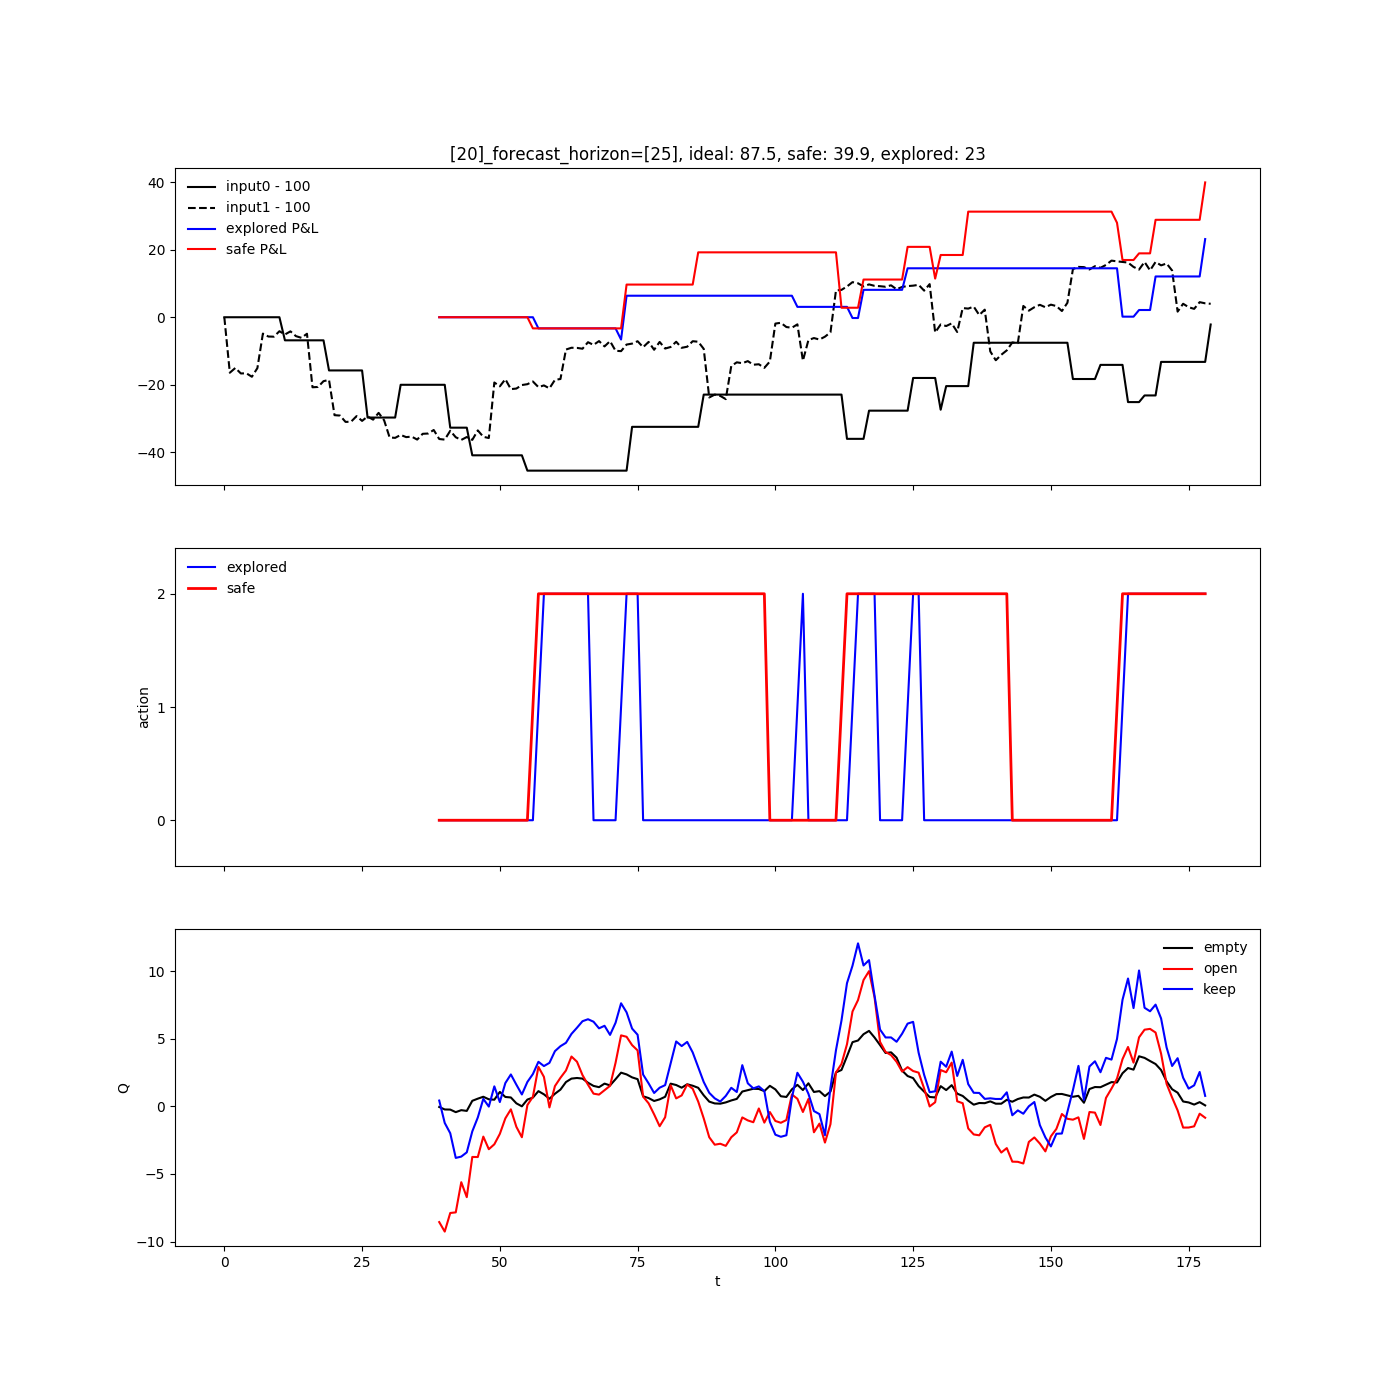 [20]_forecast_horizon=[25], ideal: 87.5, safe: 39.9, explored: 23
40
20
0
−20
−40
input0 - 100
input1 - 100
explored P&L
safe P&L
2
1
0
action
explored
safe
10
5
0
−5
−10
Q
empty
open
keep
0 25 50 75 100 125 150 175
t